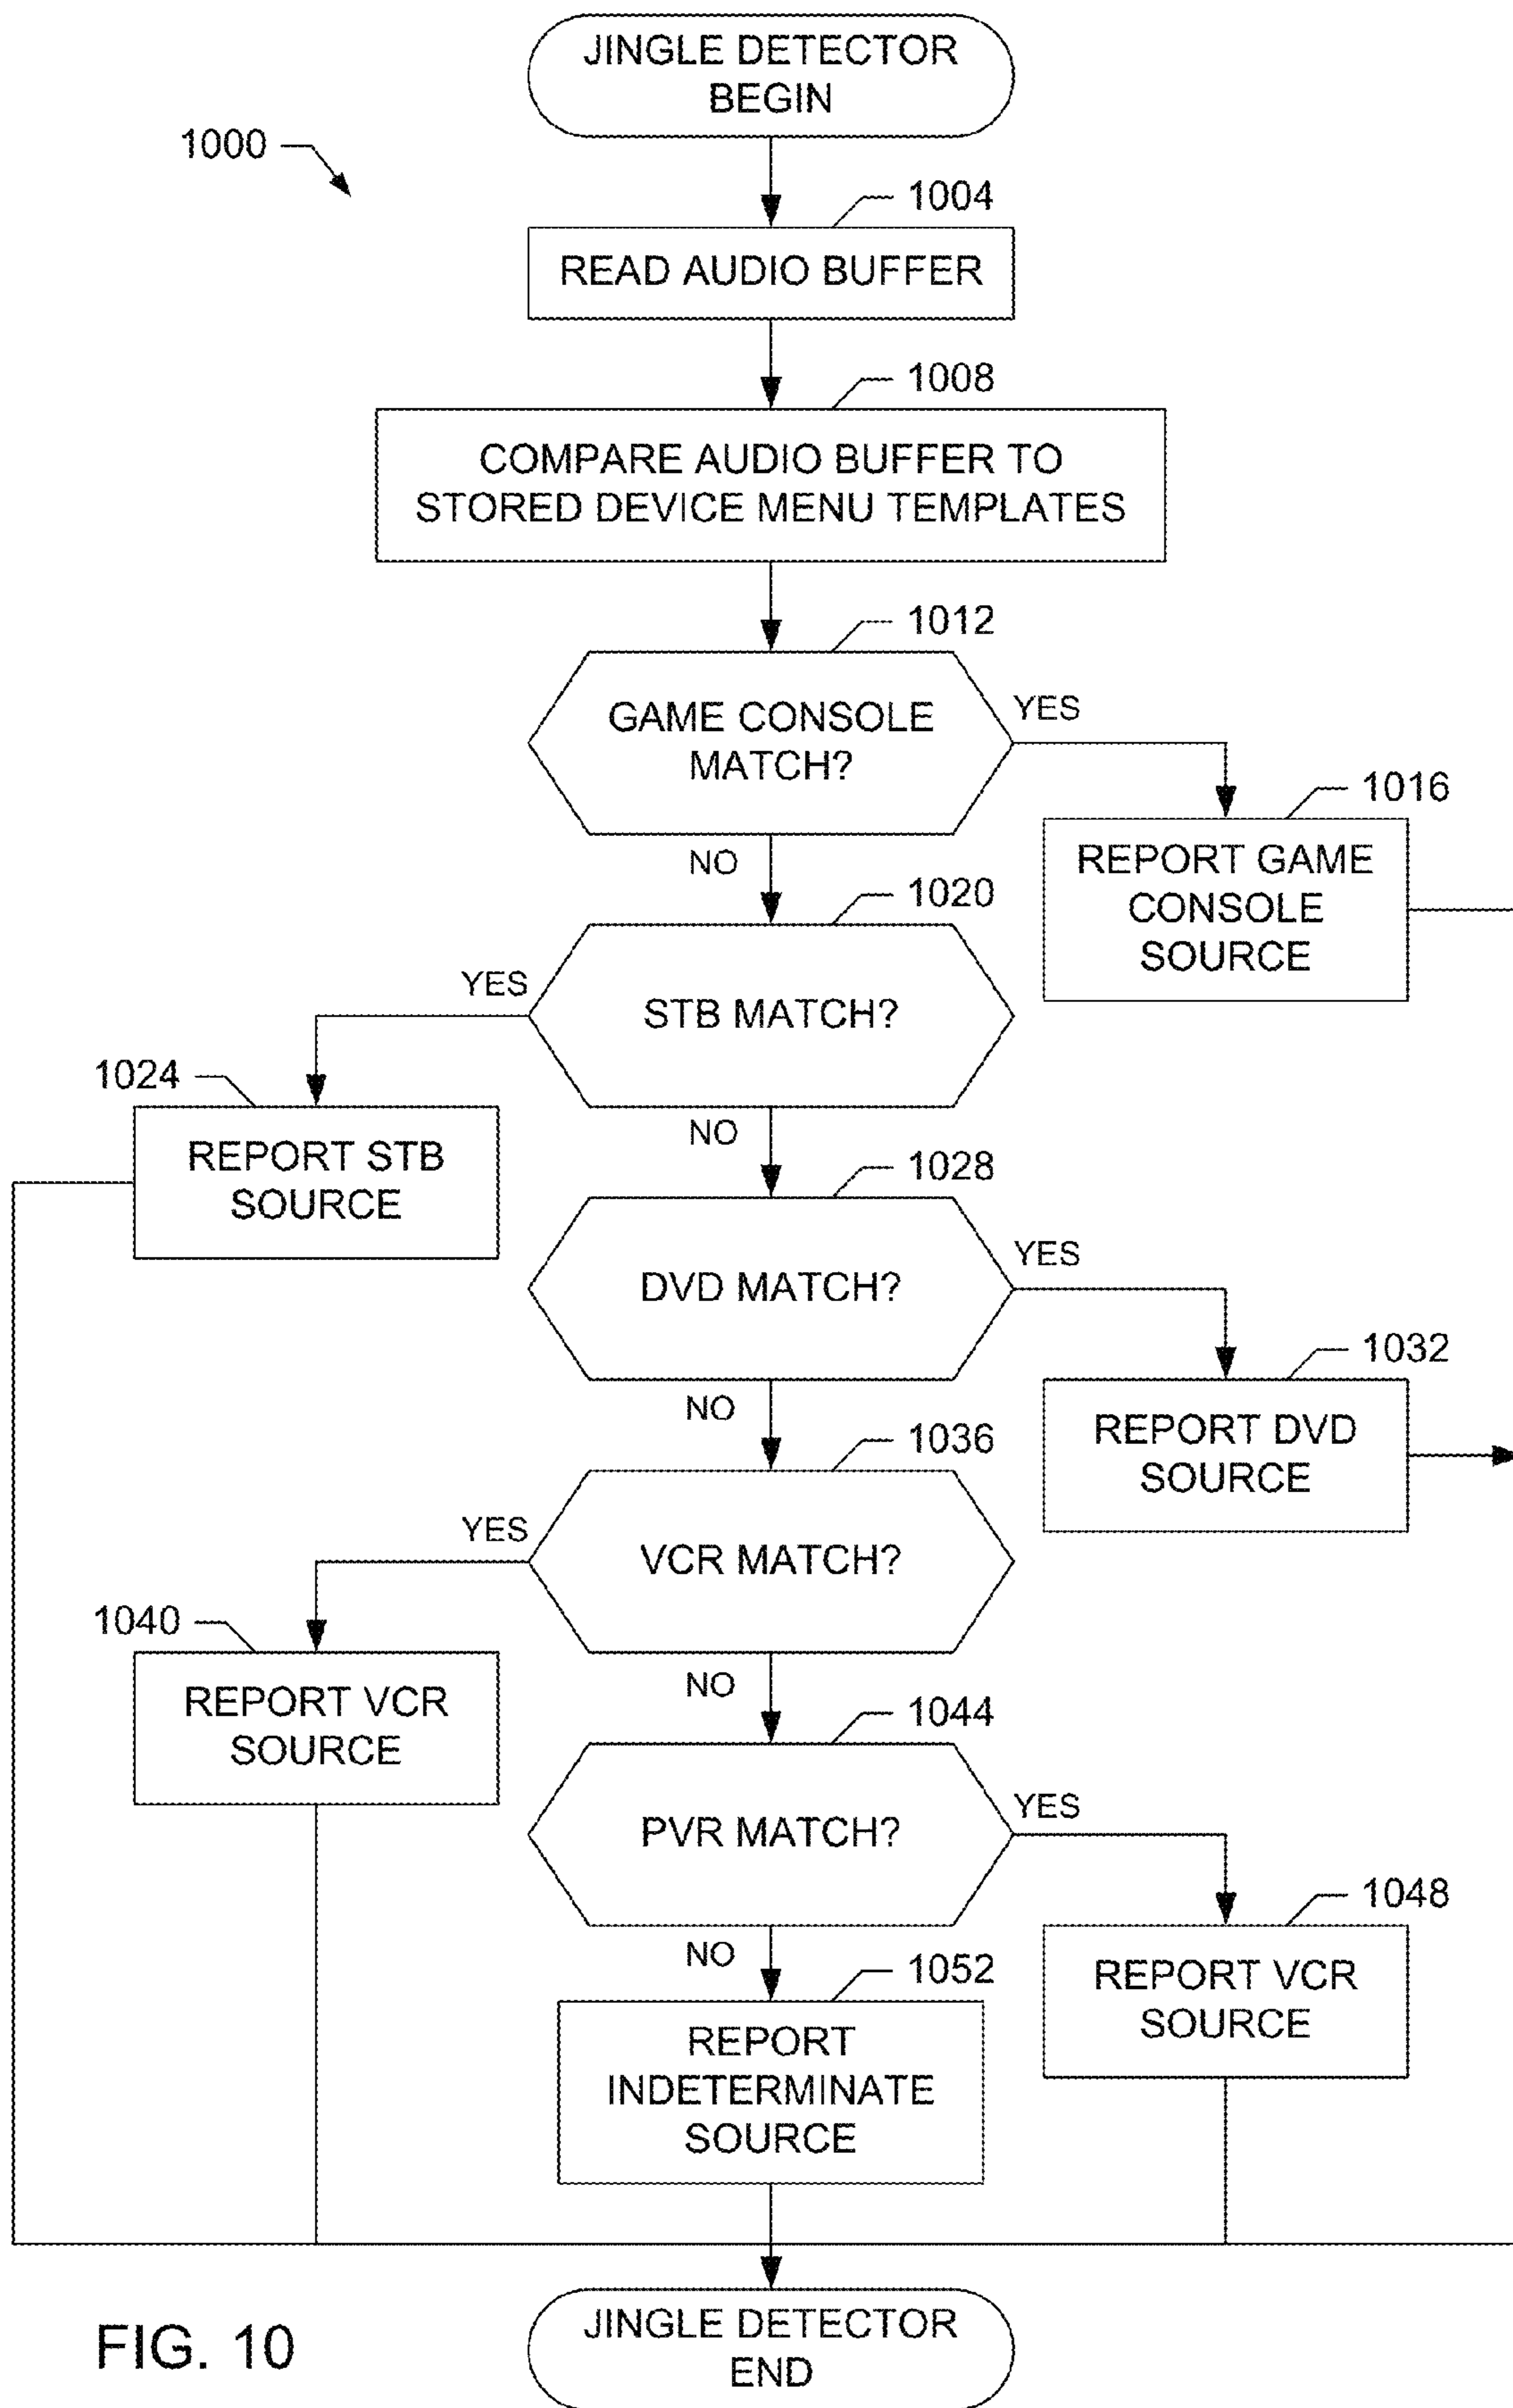 JINGLE DETECTOR
BEGIN
1000
1004
READ AUDIO BUFFER
1008
COMPARE AUDIO BUFFER TO
STORED DEVICE MENU TEMPLATES
1012
GAME CONSOLE
MATCH?
YES
1016
REPORT GAME
CONSOLE
SOURCE
NO
1020
STB MATCH?
YES
1024
REPORT STB
SOURCE
NO
1028
DVD MATCH?
YES
1032
REPORT DVD
SOURCE
NO
1036
VCR MATCH?
YES
1040
REPORT VCR
SOURCE
NO
1044
PVR MATCH?
YES
1048
REPORT VCR
SOURCE
NO
1052
REPORT
INDETERMINATE
SOURCE
JINGLE DETECTOR
END
FIG. 10